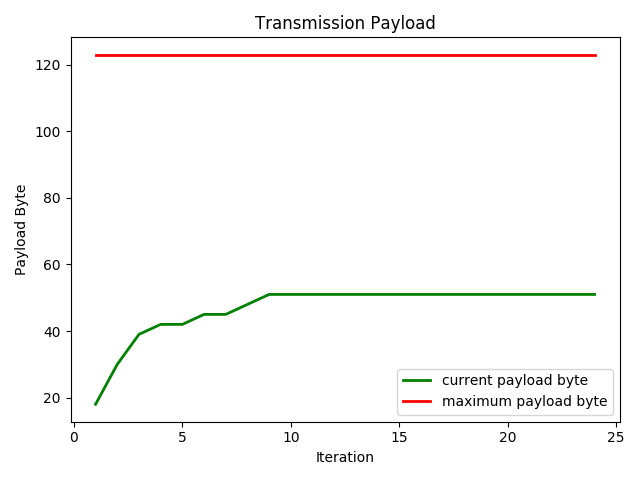 Transmission Payload
120
100
80
60
40
20
Payload Byte
current payload byte
maximum payload byte
0
5
10
15
20
25
Iteration